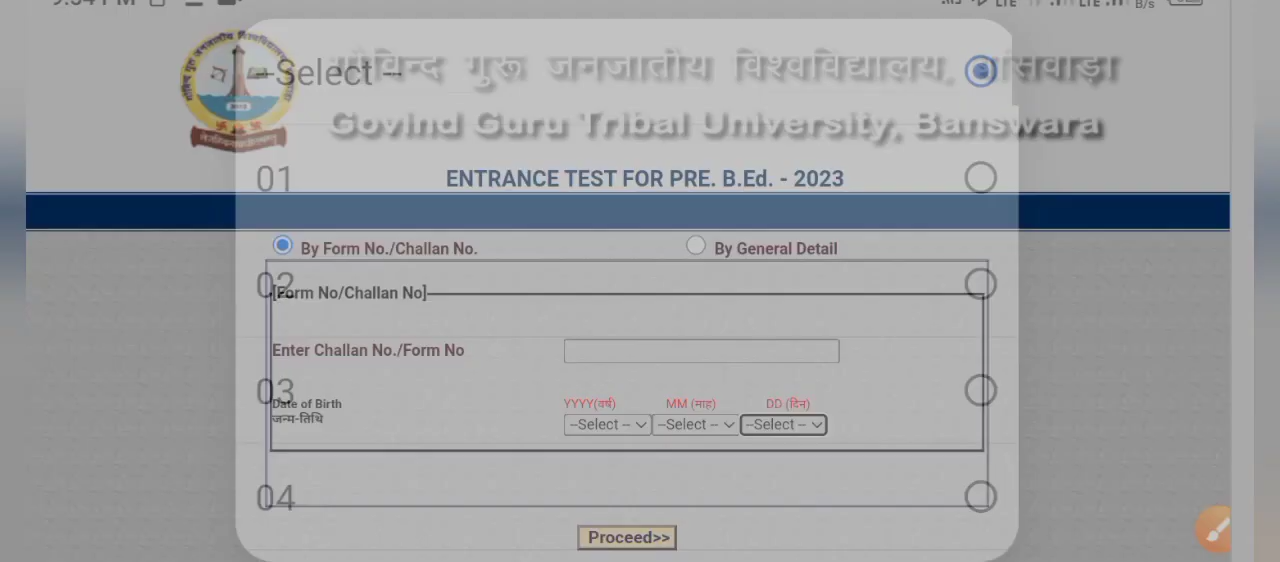 --Select --
गोविन्द गुरू जनजातीय विश्वविद्यालय, बांसवाड़ा
Govind Guru Tribal University, Banswara
01
ENTRANCE TEST FOR PRE. B.Ed. - 2023
By Form No./Challan No.
By General Detail
02
[Form No/Challan No]
Enter Challan No./Form No
03
Date of Birth
YYYY(वर्ष)
MM (माह)
DD (दिन)
जन्म-तिथि
--Select --
--Select --
--Select --
04
Proceed>>